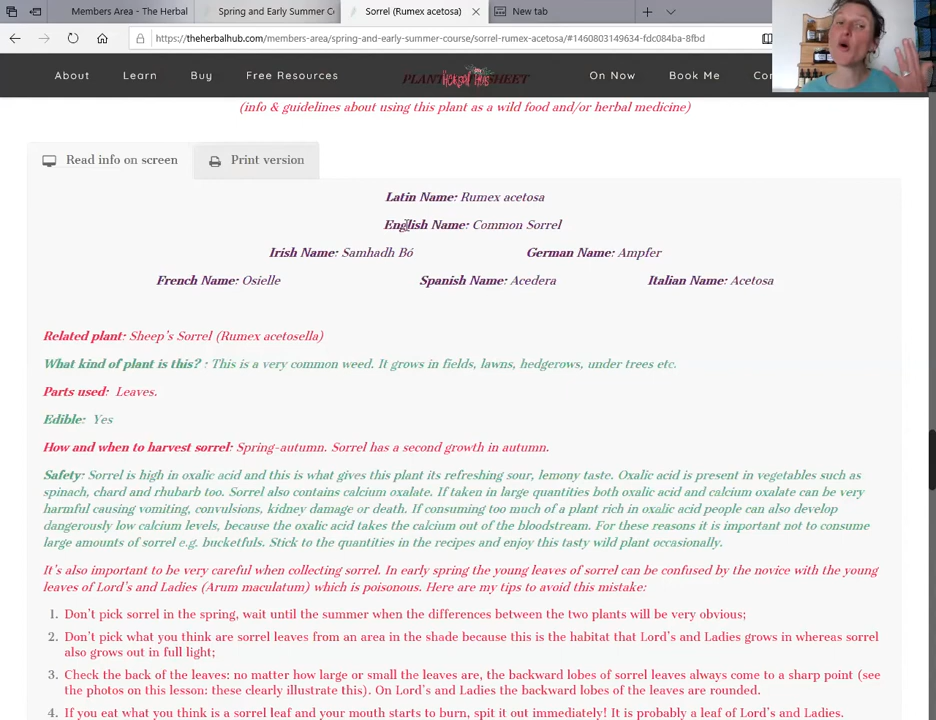 Members Area - The Herbal
Spring and Early Summer Co
Sorrel (Rumex acetosa)
New tab
https://theherbalhub.com/members-area/spring-and-early-summer-course/sorrel-rumex-acetosa/#1460803149634-fdc084ba-8fbd
About Learn Buy Free Resources PLANT SHEET On Now Book Me
(info & guidelines about using this plant as a wild food and/or herbal medicine)
Read info on screen
Print version
Latin Name: Rumex acetosa
English Name: Common Sorrel
Irish Name: Samhadh Bó German Name: Ampfer
French Name: Osielle Spanish Name: Acedera Italian Name: Acetosa
Related plant: Sheep's Sorrel (Rumex acetosella)
What kind of plant is this? : This is a very common weed. It grows in fields, lawns, hedgerows, under trees etc.
Parts used: Leaves.
Edible: Yes
How and when to harvest sorrel: Spring-autumn. Sorrel has a second growth in autumn.
Safety: Sorrel is high in oxalic acid and this is what gives this plant its refreshing sour, lemony taste. Oxalic acid is present in vegetables such as
spinach, chard and rhubarb too. Sorrel also contains calcium oxalate. If taken in large quantities both oxalic acid and calcium oxalate can be very
harmful causing vomiting, convulsions, kidney damage or death. If consuming too much of a plant rich in oxalic acid people can also develop
dangerously low calcium levels, because the oxalic acid takes the calcium out of the bloodstream. For these reasons it is important not to consume
large amounts of sorrel e.g. bucketfuls. Stick to the quantities in the recipes and enjoy this tasty wild plant occasionally.
It's also important to be very careful when collecting sorrel. In early spring the young leaves of sorrel can be confused by the novice with the young
leaves of Lord's and Ladies (Arum maculatum) which is poisonous. Here are my tips to avoid this mistake:
1. Don't pick sorrel in the spring, wait until the summer when the differences between the two plants will be very obvious;
2. Don't pick what you think are sorrel leaves from an area in the shade because this is the habitat that Lord's and Ladies grows in whereas sorrel
also grows out in full light;
3. Check the back of the leaves: no matter how large or small the leaves are, the backward lobes of sorrel leaves always come to a sharp point (see
the photos on this lesson: these clearly illustrate this). On Lord's and Ladies the backward lobes of the leaves are rounded.
4. If you eat what you think is a sorrel leaf and your mouth starts to burn, spit it out immediately! It is probably a leaf of Lord's and Ladies.